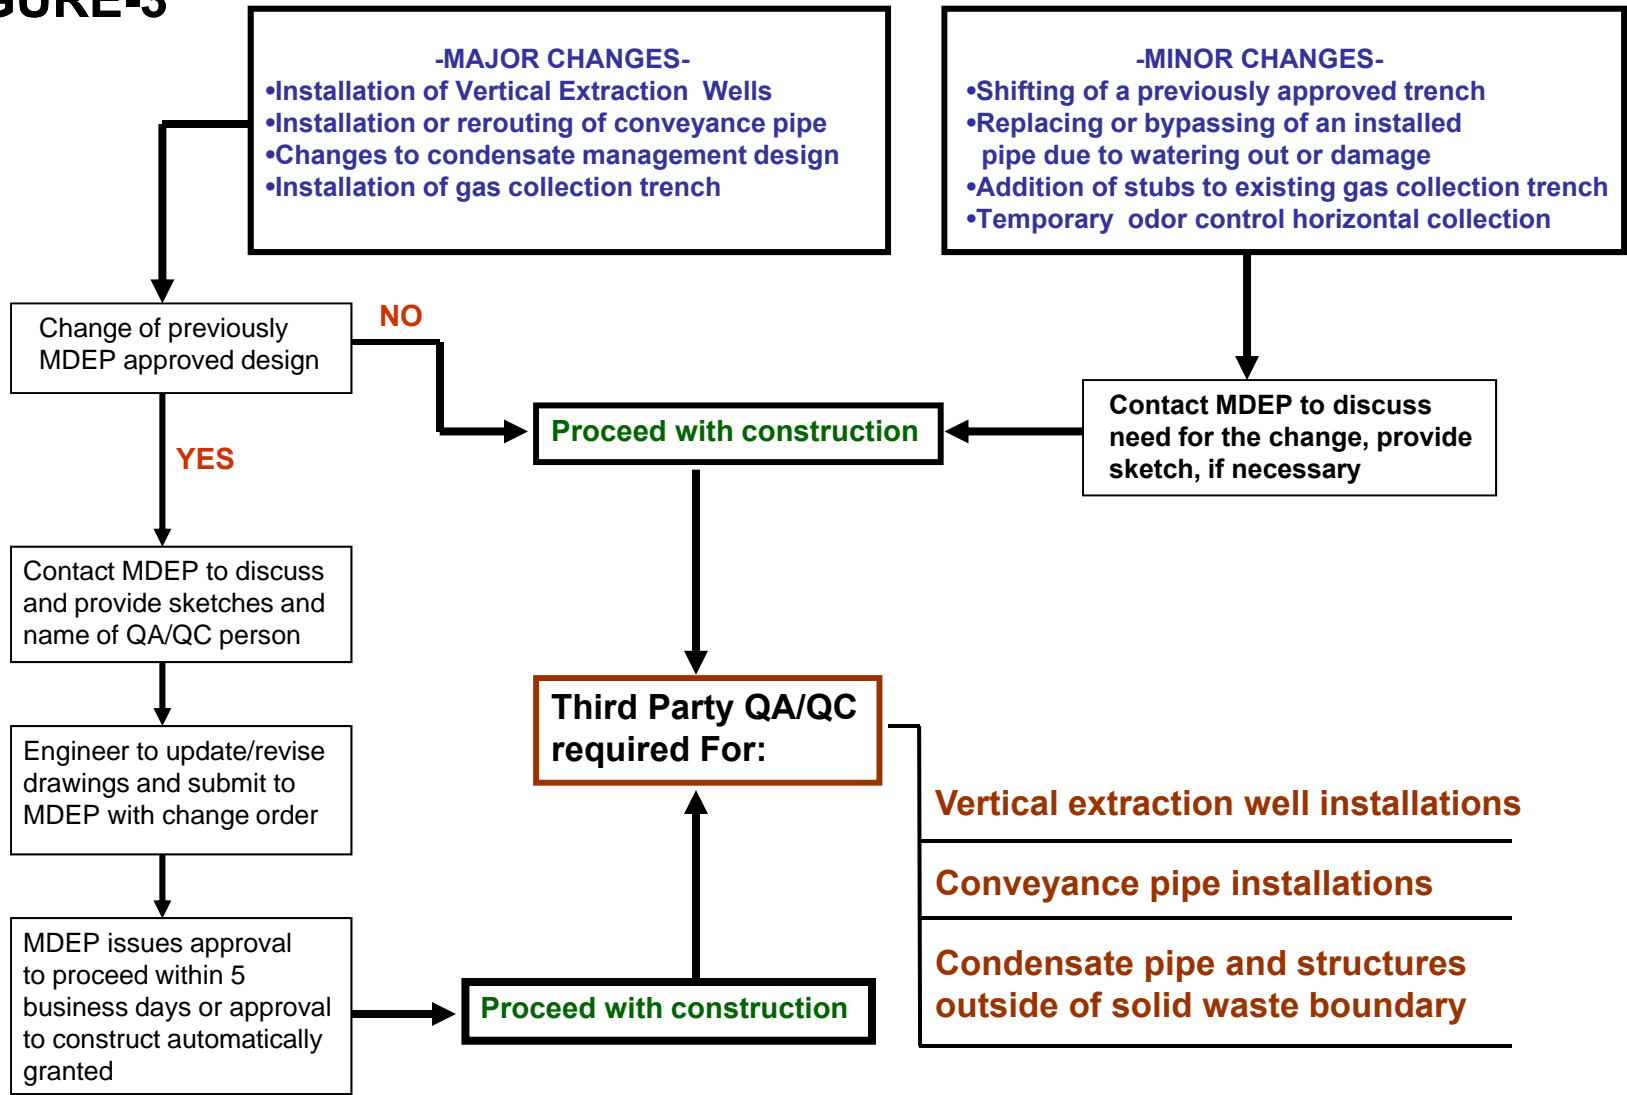 GURE-3
-MAJOR CHANGES-
•Installation of Vertical Extraction Wells
•Installation or rerouting of conveyance pipe
•Changes to condensate management design
•Installation of gas collection trench
-MINOR CHANGES-
•Shifting of a previously approved trench
•Replacing or bypassing of an installed
pipe due to watering out or damage
•Addition of stubs to existing gas collection trench
•Temporary odor control horizontal collection
Change of previously
MDEP approved design
NO
YES
Proceed with construction
Contact MDEP to discuss
need for the change, provide
sketch, if necessary
Contact MDEP to discuss
and provide sketches and
name of QA/QC person
Engineer to update/revise
drawings and submit to
MDEP with change order
MDEP issues approval
to proceed within 5
business days or approval
to construct automatically
granted
Proceed with construction
Third Party QA/QC
required For:
Vertical extraction well installations
Conveyance pipe installations
Condensate pipe and structures
outside of solid waste boundary